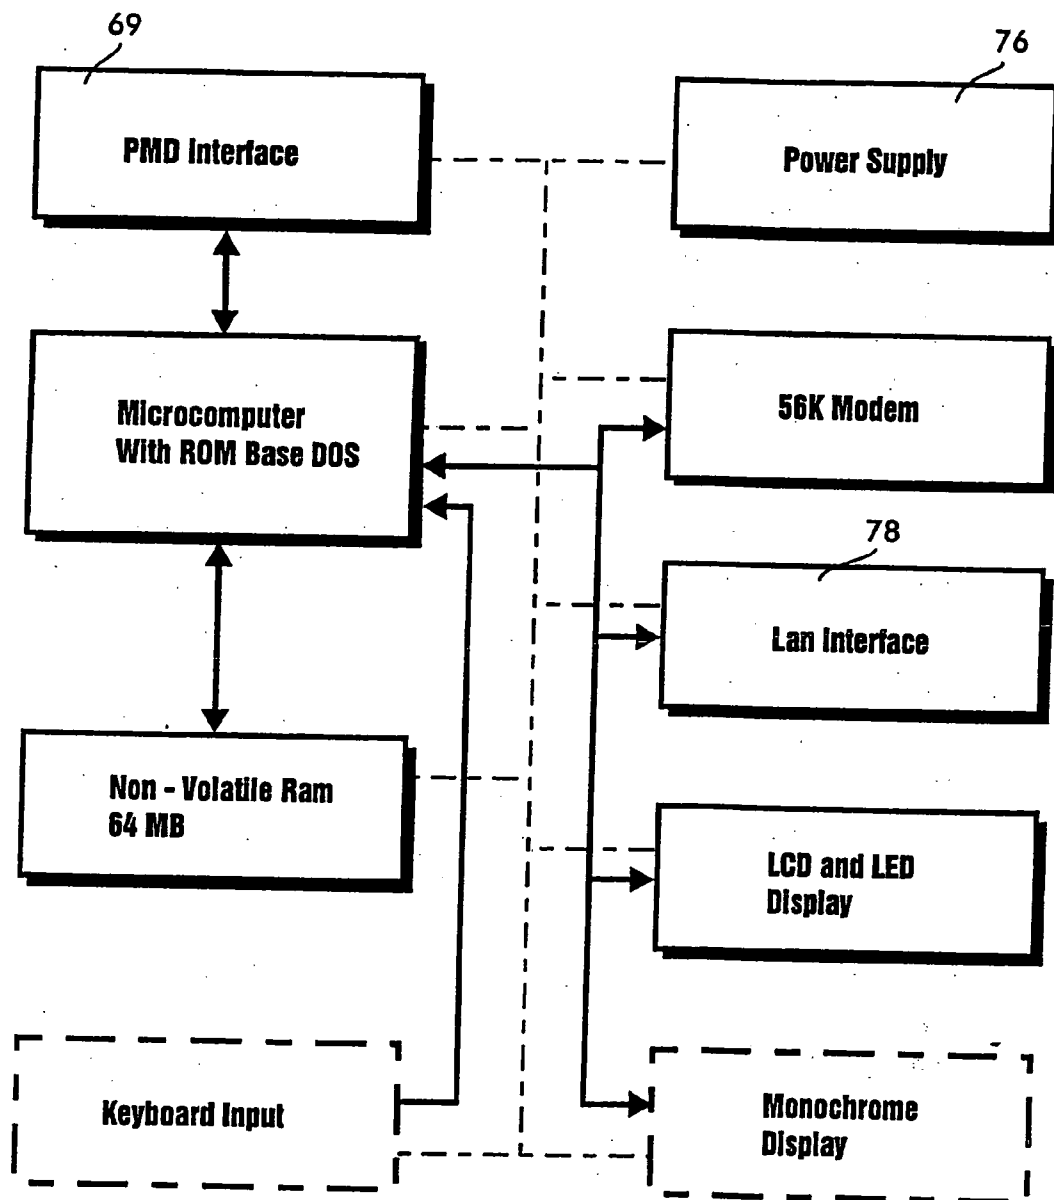 69
76
PMD Interface
Power Supply
Microcomputer
With ROM Base DOS
56K Modem
78
Lan Interface
Non - Volatile Ram
64 MB
LCD and LED
Display
Keyboard Input
Monochrome
Display